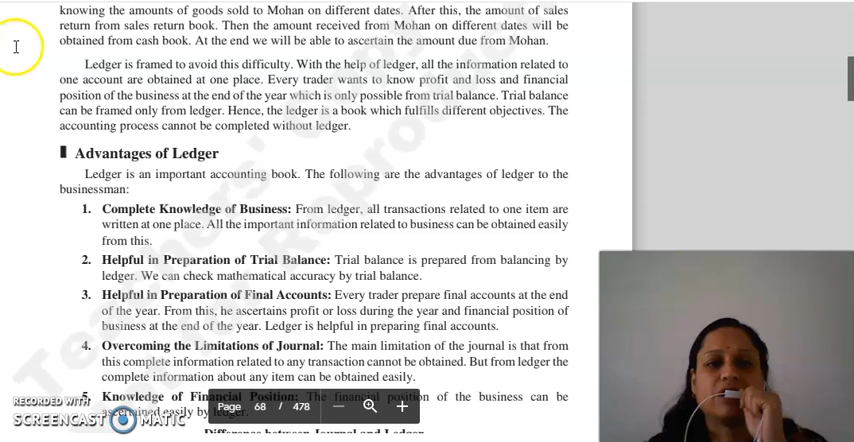 knowing the amounts of goods sold to Mohan on different dates. After this, the amount of sales
return from sales return book. Then the amount received from Mohan on different dates will be
obtained from cash book. At the end we will be able to ascertain the amount due from Mohan.
Ledger is framed to avoid this difficulty. With the help of ledger, all the information related to
one account are obtained at one place. Every trader wants to know profit and loss and financial
position of the business at the end of the year which is only possible from trial balance. Trial balance
can be framed only from ledger. Hence, the ledger is a book which fulfills different objectives. The
accounting process cannot be completed without ledger.
Advantages of Ledger
Ledger is an important accounting book. The following are the advantages of ledger to the
businessman:
1. Complete Knowledge of Business: From ledger, all transactions related to one item are
written at one place. All the important information related to business can be obtained easily
from this.
2. Helpful in Preparation of Trial Balance: Trial balance is prepared from balancing by
ledger. We can check mathematical accuracy by trial balance.
3. Helpful in Preparation of Final Accounts: Every trader prepare final accounts at the end
of the year. From this, he ascertains profit or loss during the year and financial position of
business at the end of the year. Ledger is helpful in preparing final accounts.
4. Overcoming the Limitations of Journal: The main limitation of the journal is that from
this complete information related to any transaction cannot be obtained. But from ledger the
complete information about any item can be obtained easily.
5. Knowledge of Financial Position: The financial position of the business can be
ascertained easily by ledger.
Difference between Journal and Ledger
Page 68 / 478
RECORDED WITH
SCREENCAST MATIC
Teachers' Copy